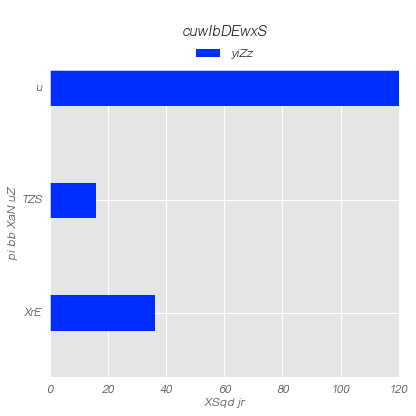 cuwIbDEwxS
yiZz
u
TZS
XrE
pi bb XaN uZ
0 20 40 60 80 100 120
XSqd jr